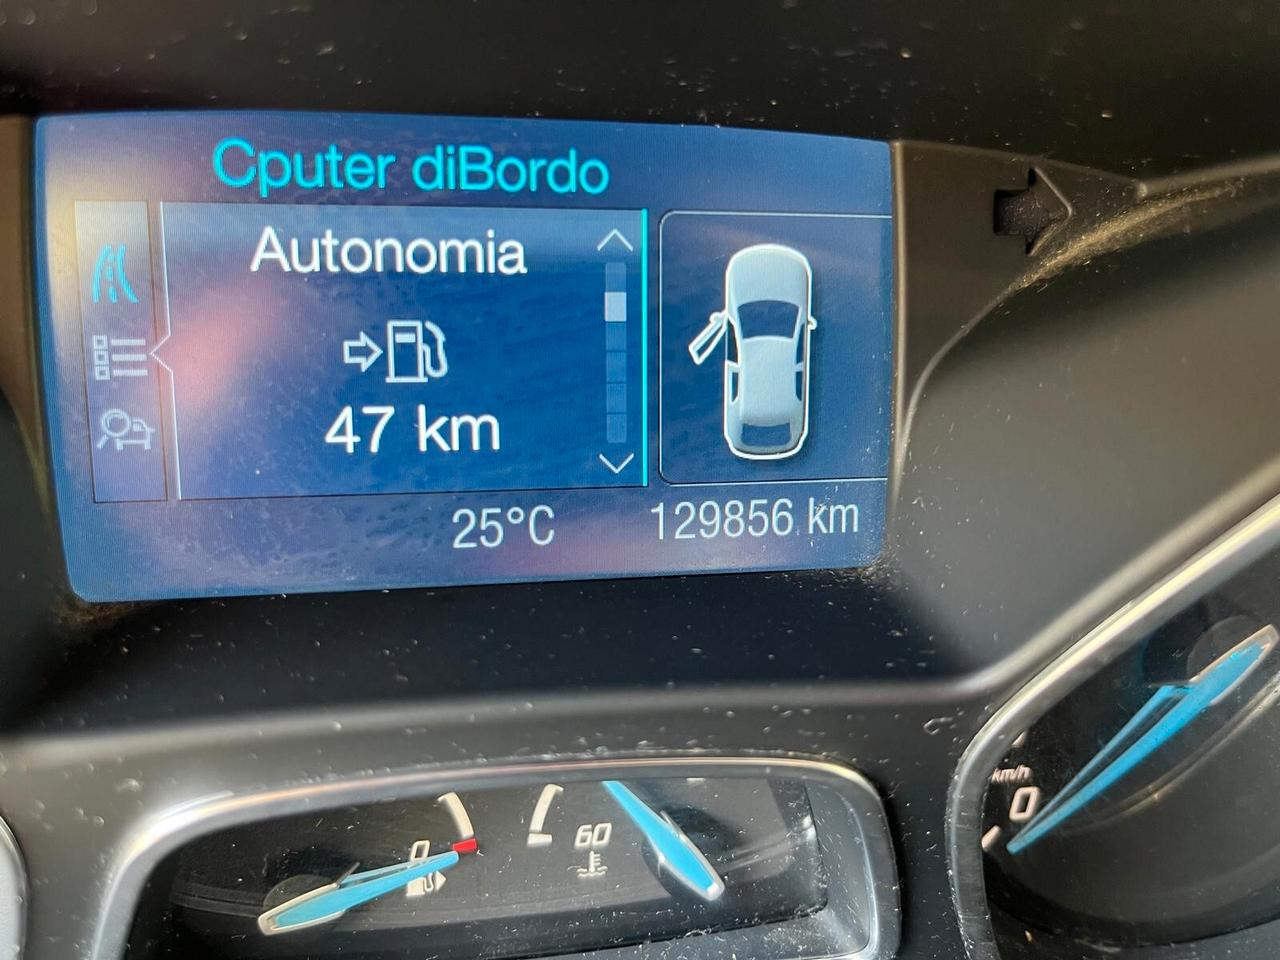 Cputer diBordo
Autonomia
47 km
25°C
129856 km
km/h
0
0
60